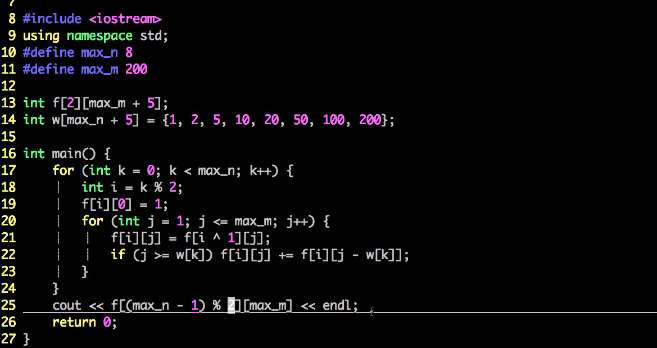 7
8 #include <iostream>
9 using namespace std;
10 #define max_n 8
11 #define max_m 200
12
13 int f[2][max_m + 5];
14 int w[max_n + 5] = {1, 2, 5, 10, 20, 50, 100, 200};
15
16 int main() {
17     for (int k = 0; k < max_n; k++) {
18     |   int i = k % 2;
19     |   f[i][0] = 1;
20     |   for (int j = 1; j <= max_m; j++) {
21     |   |   f[i][j] = f[i ^ 1][j];
22     |   |   if (j >= w[k]) f[i][j] += f[i][j - w[k]];
23     |   }
24     }
25     cout << f[(max_n - 1) % 2][max_m] << endl;
26     return 0;
27 }